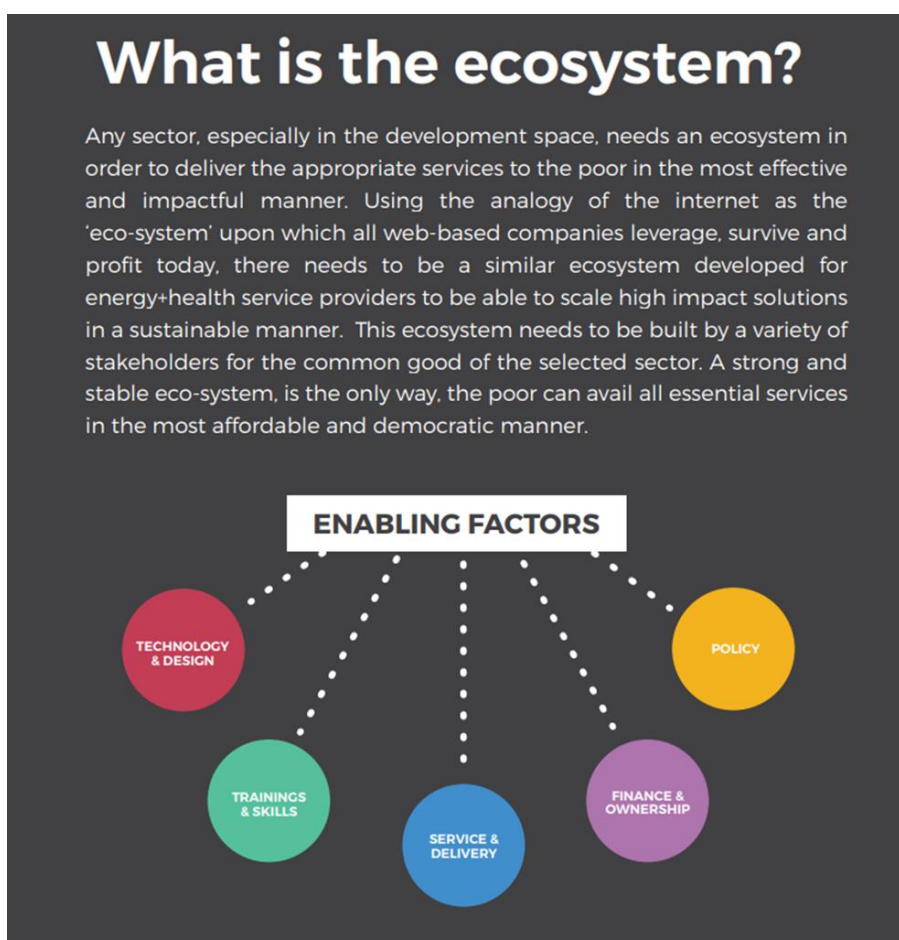 What is the ecosystem?
Any sector, especially in the development space, needs an ecosystem in
order to deliver the appropriate services to the poor in the most effective
and impactful manner. Using the analogy of the internet as the
‘eco-system’ upon which all web-based companies leverage, survive and
profit today, there needs to be a similar ecosystem developed for
energy+health service providers to be able to scale high impact solutions
in a sustainable manner. This ecosystem needs to be built by a variety of
stakeholders for the common good of the selected sector. A strong and
stable eco-system, is the only way, the poor can avail all essential services
in the most affordable and democratic manner.
ENABLING FACTORS
TECHNOLOGY
& DESIGN
TRAININGS
& SKILLS
SERVICE &
DELIVERY
FINANCE &
OWNERSHIP
POLICY